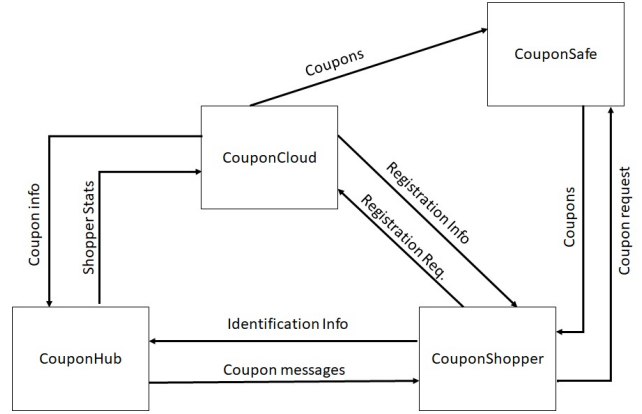 CouponSafe
Coupons
CouponCloud
Registration Info
Registration Req.
Coupon info
Shopper Stats
Coupons
Coupon request
Identification Info
CouponHub
CouponShopper
Coupon messages